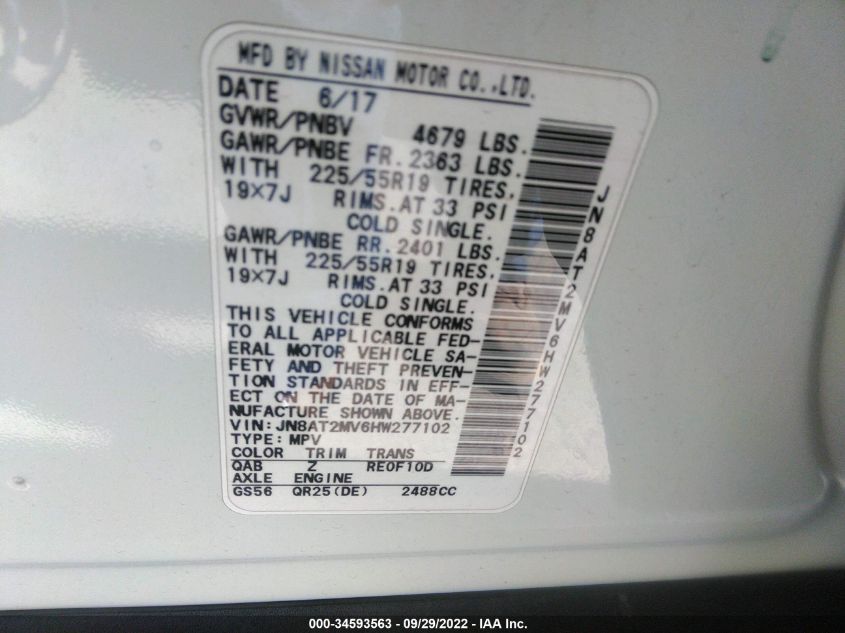 MFD BY NISSAN MOTOR CO.,LTD.
DATE 6/17
GVWR/PNBV 4679 LBS.
GAWR/PNBE FR. 2363 LBS.
WITH 225/55R19 TIRES,
19×7J RIMS.AT 33 PSI
COLD SINGLE.
GAWR/PNBE RR. 2401 LBS.
WITH 225/55R19 TIRES,
19×7J RIMS.AT 33 PSI
COLD SINGLE.
THIS VEHICLE CONFORMS
TO ALL APPLICABLE FED-
ERAL MOTOR VEHICLE SA-
FETY AND THEFT PREVEN-
TION STANDARDS IN EFF-
ECT ON THE DATE OF MA-
NUFACTURE SHOWN ABOVE.
VIN:JN8AT2MV6HW277102
TYPE:MPV
COLOR TRIM TRANS
QAB Z RE0F10D
AXLE ENGINE
GS56 QR25(DE) 2488CC
JN8AT2MV6HW277102
000-34593563 - 09/29/2022 - IAA Inc.